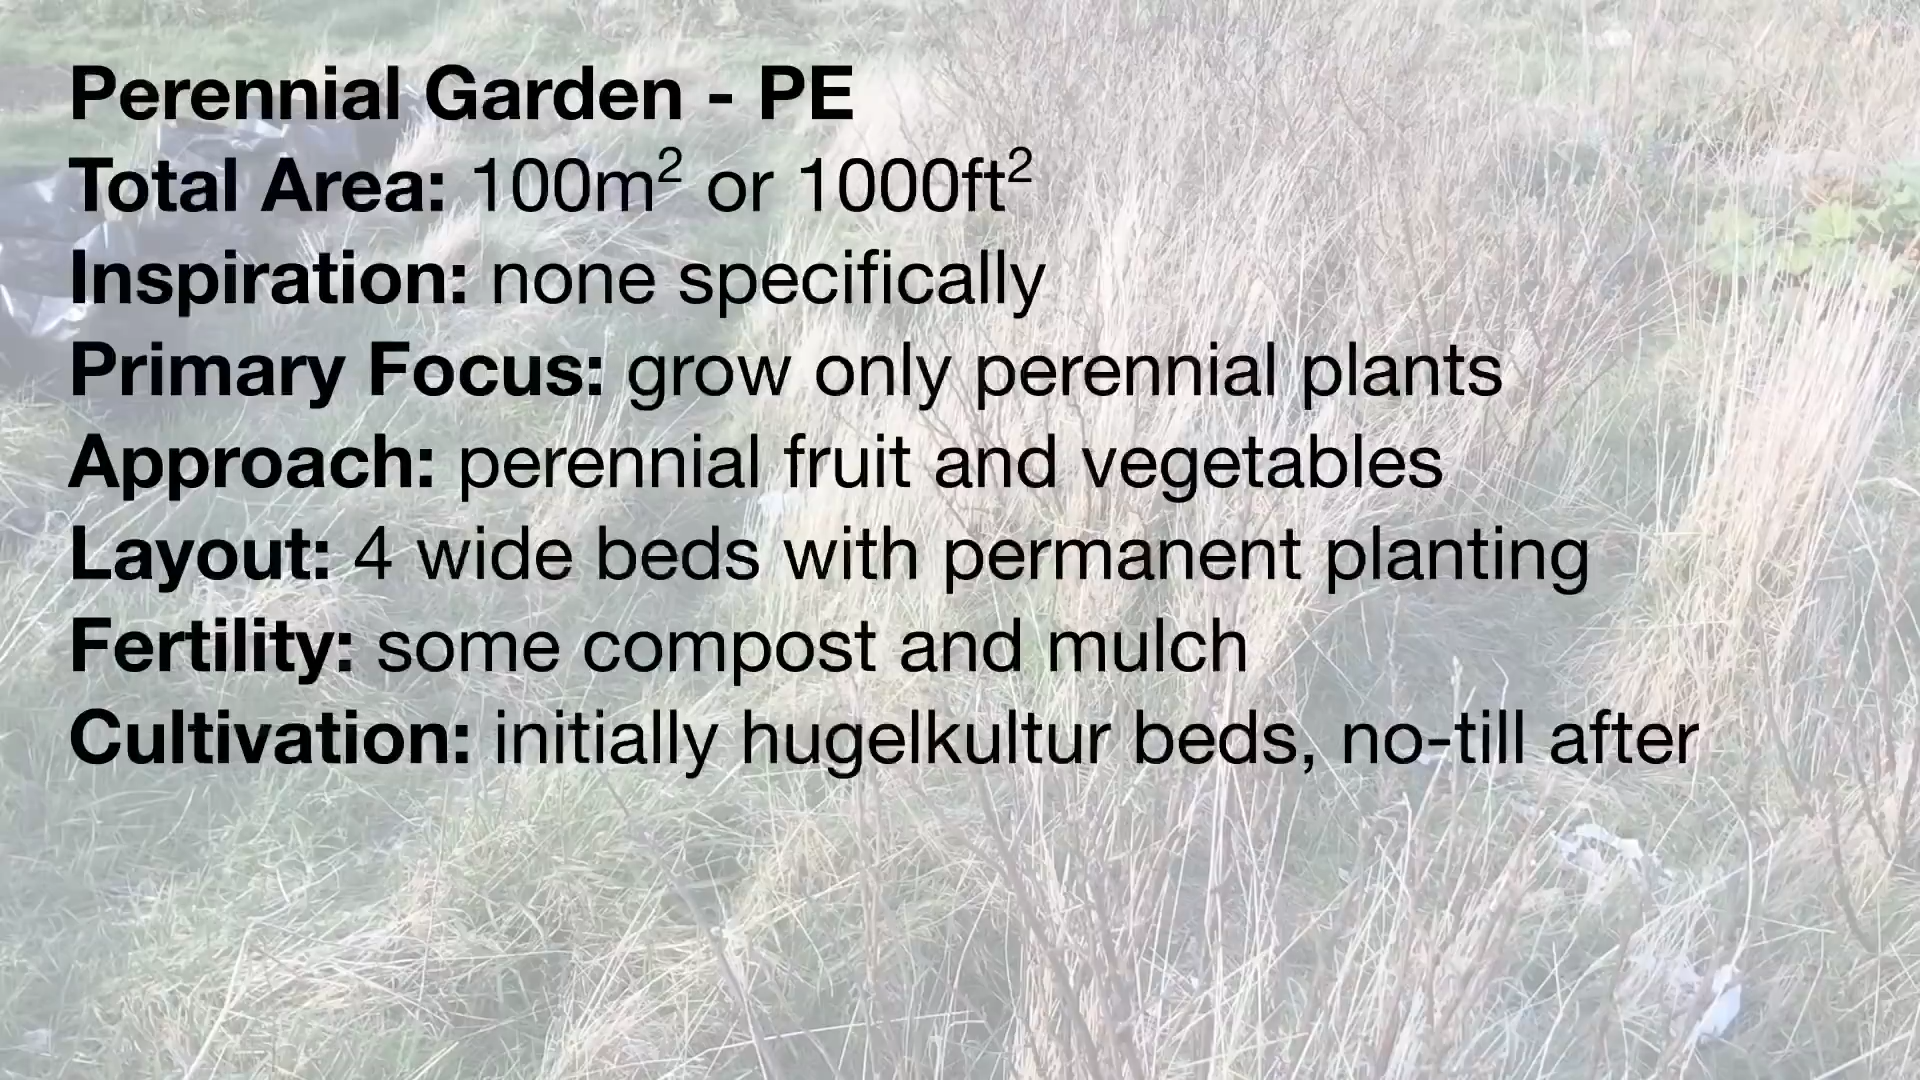 Perennial Garden - PE
Total Area: 100m² or 1000ft²
Inspiration: none specifically
Primary Focus: grow only perennial plants
Approach: perennial fruit and vegetables
Layout: 4 wide beds with permanent planting
Fertility: some compost and mulch
Cultivation: initially hugelkultur beds, no-till after